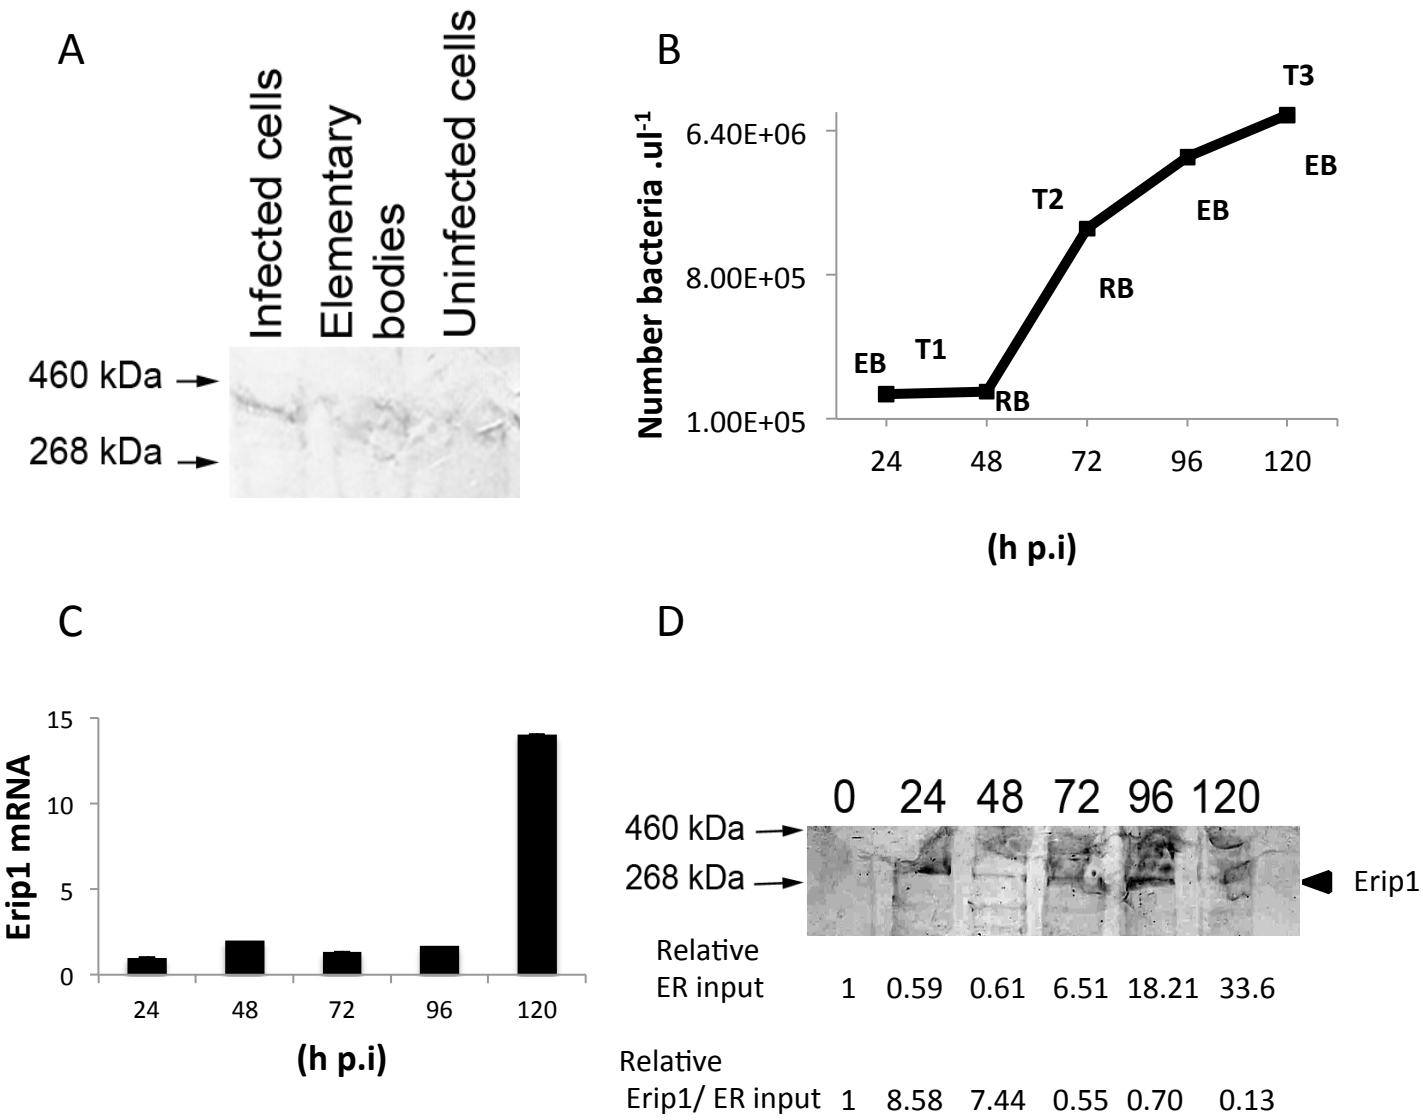 A
Infected cells
Elementary
bodies
Uninfected cells
460 kDa
268 kDa
B
Number bacteria .ul-1
6.40E+06
8.00E+05
1.00E+05
EB
T1
RB
T2
RB
EB
T3
EB
24 48 72 96 120
(h p.i)
C
Erip1 mRNA
15
10
5
0
24 48 72 96 120
(h p.i)
D
0 24 48 72 96 120
460 kDa
268 kDa
Erip1
Relative
ER input 1 0.59 0.61 6.51 18.21 33.6
Relative
Erip1/ ER input 1 8.58 7.44 0.55 0.70 0.13